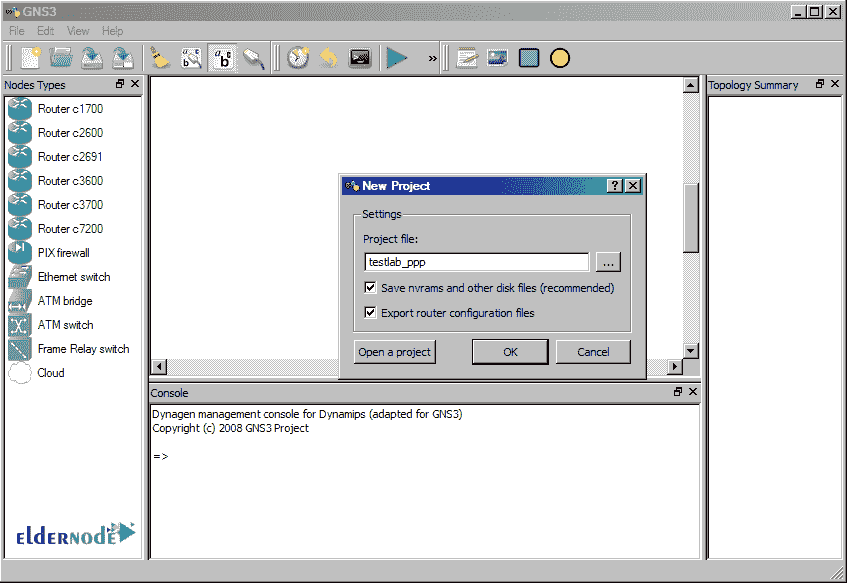 GNS3
File Edit View Help
Nodes Types
Router c1700
Router c2600
Router c2691
Router c3600
Router c3700
Router c7200
PIX firewall
Ethernet switch
ATM bridge
ATM switch
Frame Relay switch
Cloud
ELDERNODE
New Project
Settings
Project file:
testlab_ppp
...
Save nvrams and other disk files (recommended)
Export router configuration files
Open a project OK Cancel
Console
Dynagen management console for Dynamips (adapted for GNS3)
Copyright (c) 2008 GNS3 Project
=>
Topology Summary